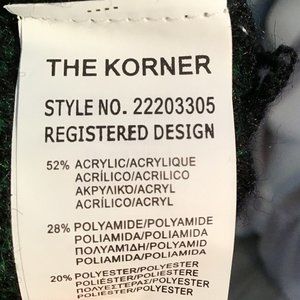 THE KORNER
STYLE NO. 22203305
REGISTERED DESIGN
52% ACRYLIC/ACRYLIQUE
ACRÍLICO/ACRILICO
ΑΚΡΥΛΙΚΟ/ACRYL
ACRÍLICO/ACRYL
28% POLYAMIDE/POLYAMIDE
POLIAMIDA/POLIAMIDA
ΠΟΛΥΑΜΙΔΗ/POLYAMID
POLIAMIDA/POLYAMID
20% POLYESTER/POLYESTER
POLIÉSTER/POLIESTERE
ΠΟΛΥΕΣΤΕΡΑΣ/POLYESTER
POLIÉSTER/POLYESTER